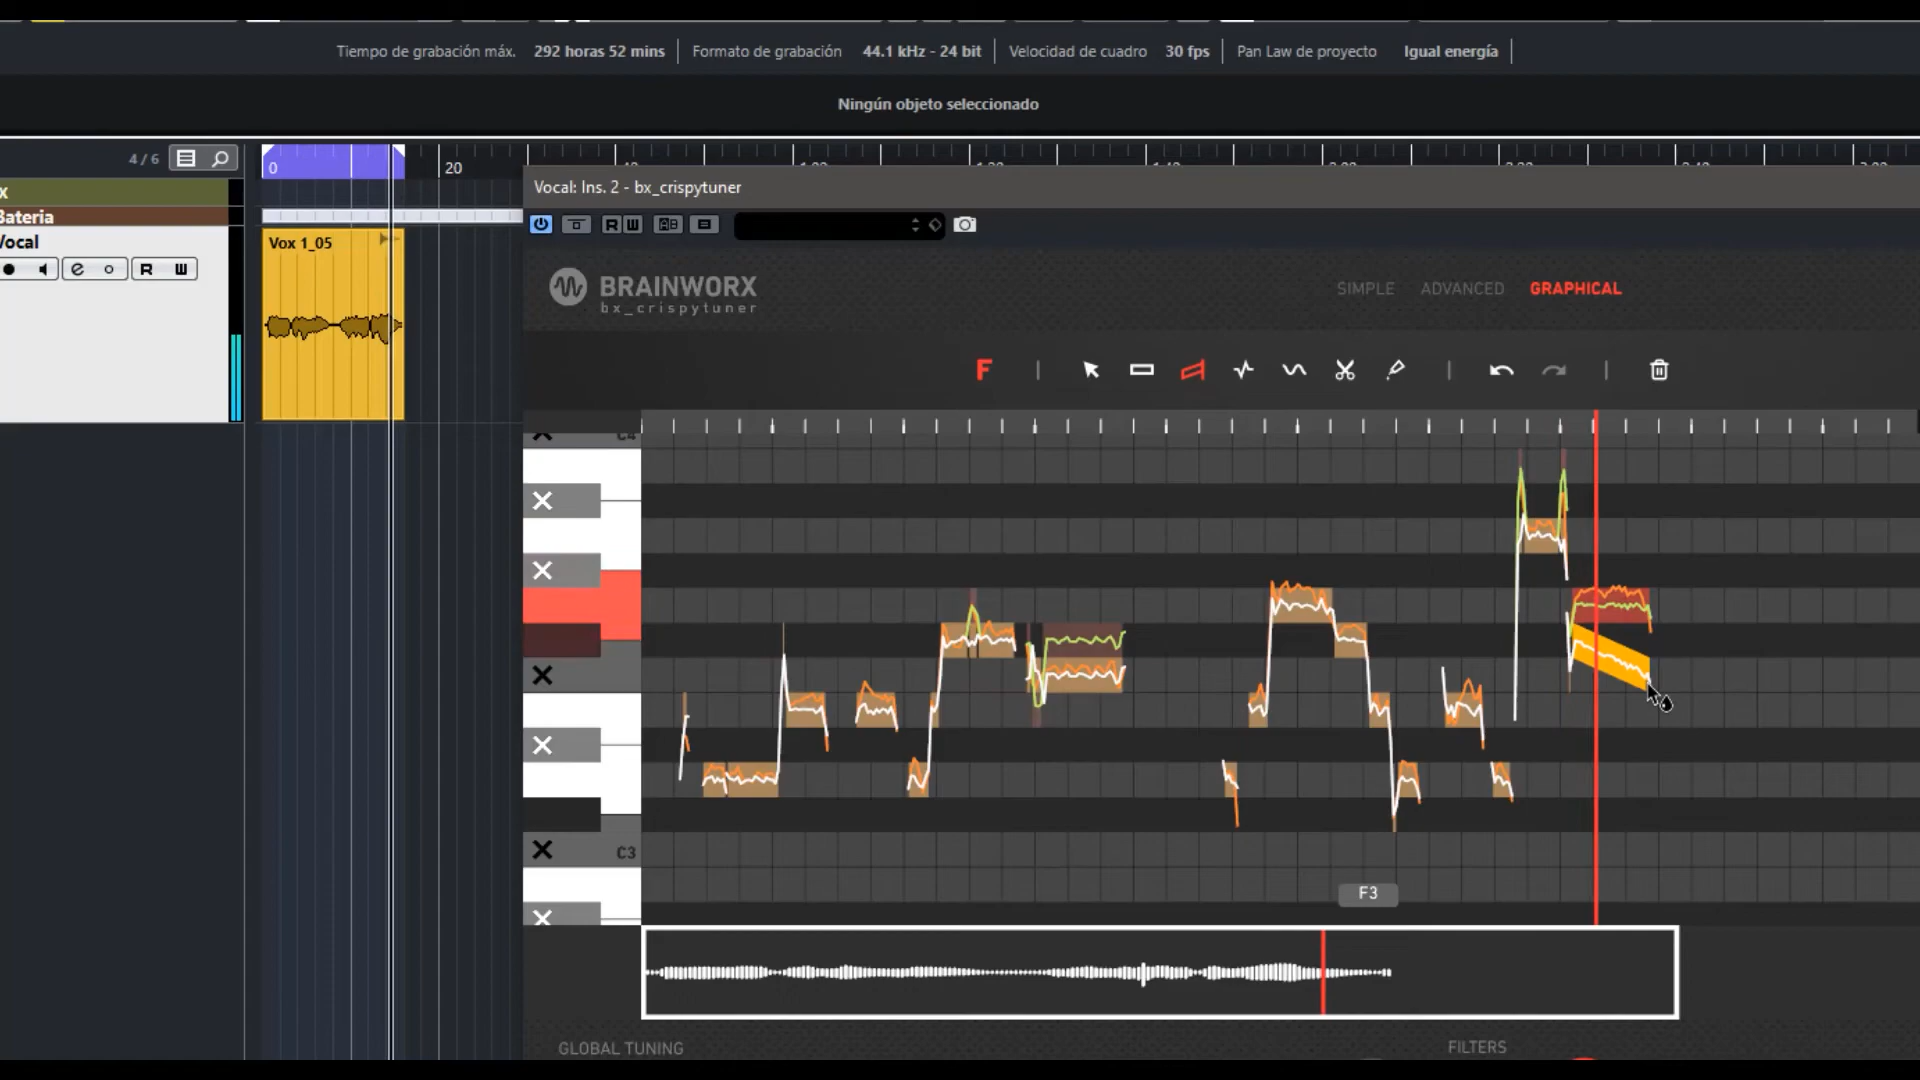 Tiempo de grabación máx. 292 horas 52 mins Formato de grabación 44.1 kHz - 24 bit Velocidad de cuadro 30 fps Pan Law de proyecto Igual energía
Ningún objeto seleccionado
4 / 6
0
20
x
Bateria
Vocal
R W
Vox 1_05
Vocal: Ins. 2 - bx_crispytuner
R W
BRAINWORX
bx_crispytuner
SIMPLE ADVANCED GRAPHICAL
F
C4
C3
F3
GLOBAL TUNING
FILTERS